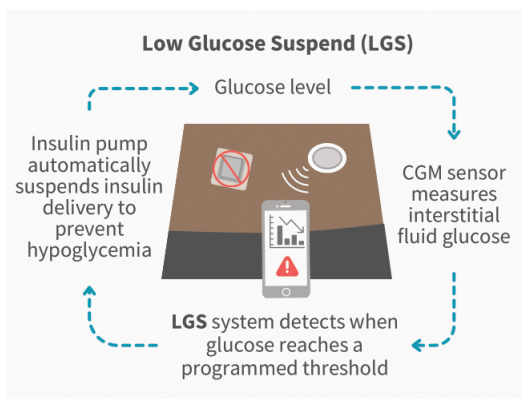 Low Glucose Suspend (LGS)
Glucose level
CGM sensor
measures
interstitial
fluid glucose
LGS system detects when
glucose reaches a
programmed threshold
Insulin pump
automatically
suspends insulin
delivery to
prevent
hypoglycemia